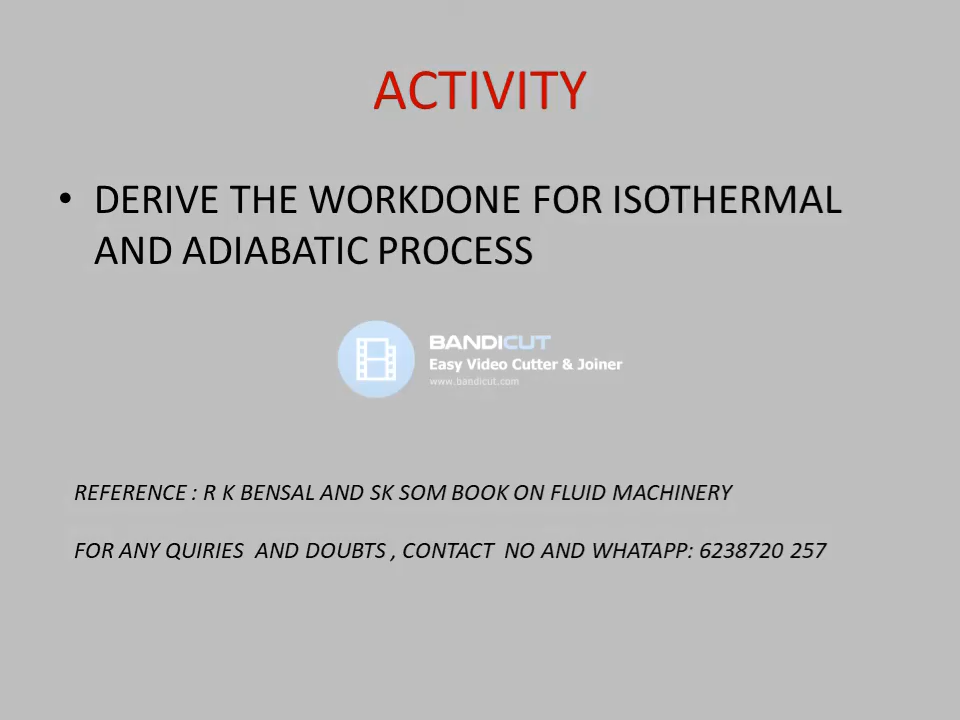 ACTIVITY
• DERIVE THE WORKDONE FOR ISOTHERMAL
AND ADIABATIC PROCESS
BANDICUT
Easy Video Cutter & Joiner
www.bandicut.com
REFERENCE : R K BENSAL AND SK SOM BOOK ON FLUID MACHINERY
FOR ANY QUIRIES AND DOUBTS , CONTACT NO AND WHATAPP: 6238720 257